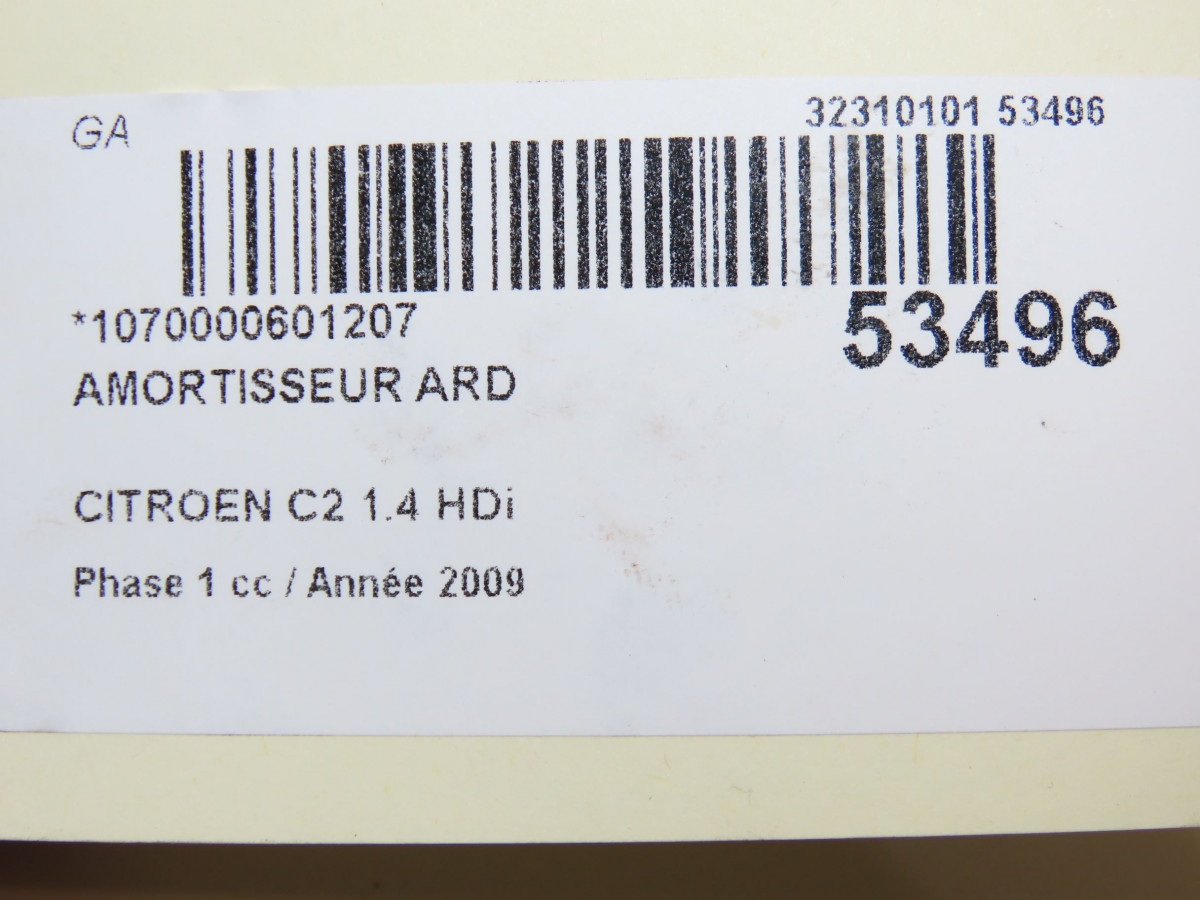 GA
32310101 53496
*1070000601207
53496
AMORTISSEUR ARD
CITROEN C2 1.4 HDi
Phase 1 cc / Année 2009